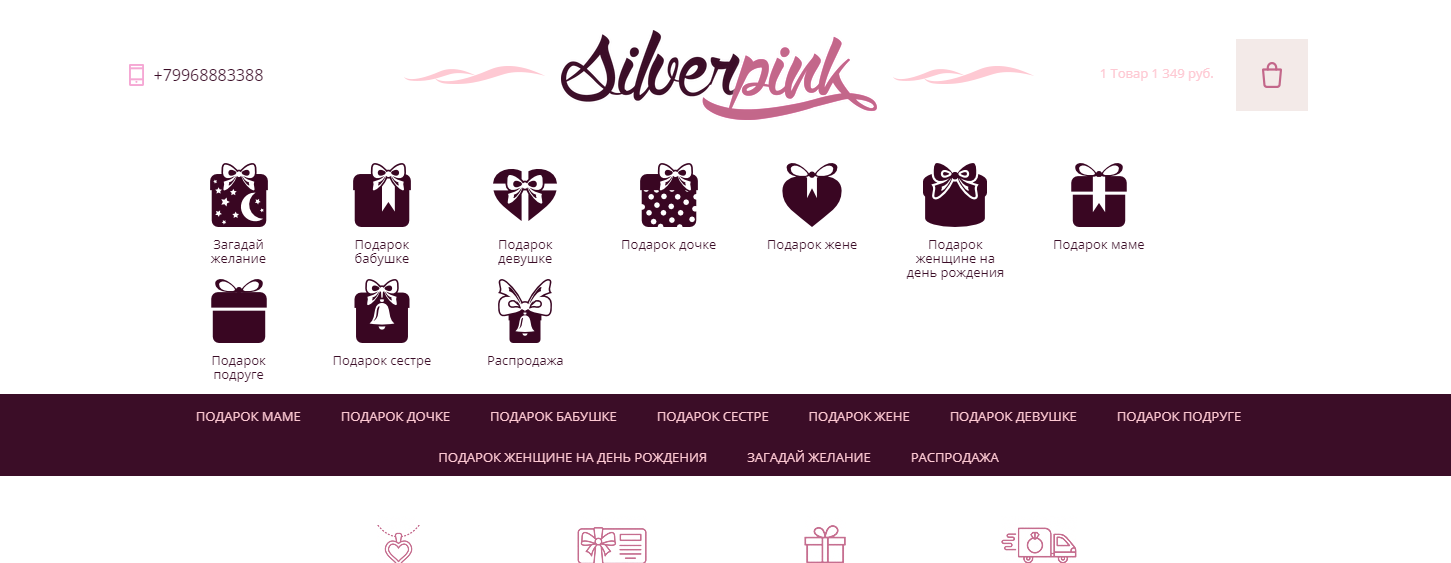 +79968883388
Silverpink
1 Товар 1 349 руб.
Загадай
желание
Подарок
бабушке
Подарок
девушке
Подарок дочке
Подарок жене
Подарок
женщине на
день рождения
Подарок маме
Подарок
подруге
Подарок сестре
Распродажа
ПОДАРОК МАМЕ ПОДАРОК ДОЧКЕ ПОДАРОК БАБУШКЕ ПОДАРОК СЕСТРЕ ПОДАРОК ЖЕНЕ ПОДАРОК ДЕВУШКЕ ПОДАРОК ПОДРУГЕ
ПОДАРОК ЖЕНЩИНЕ НА ДЕНЬ РОЖДЕНИЯ ЗАГАДАЙ ЖЕЛАНИЕ РАСПРОДАЖА